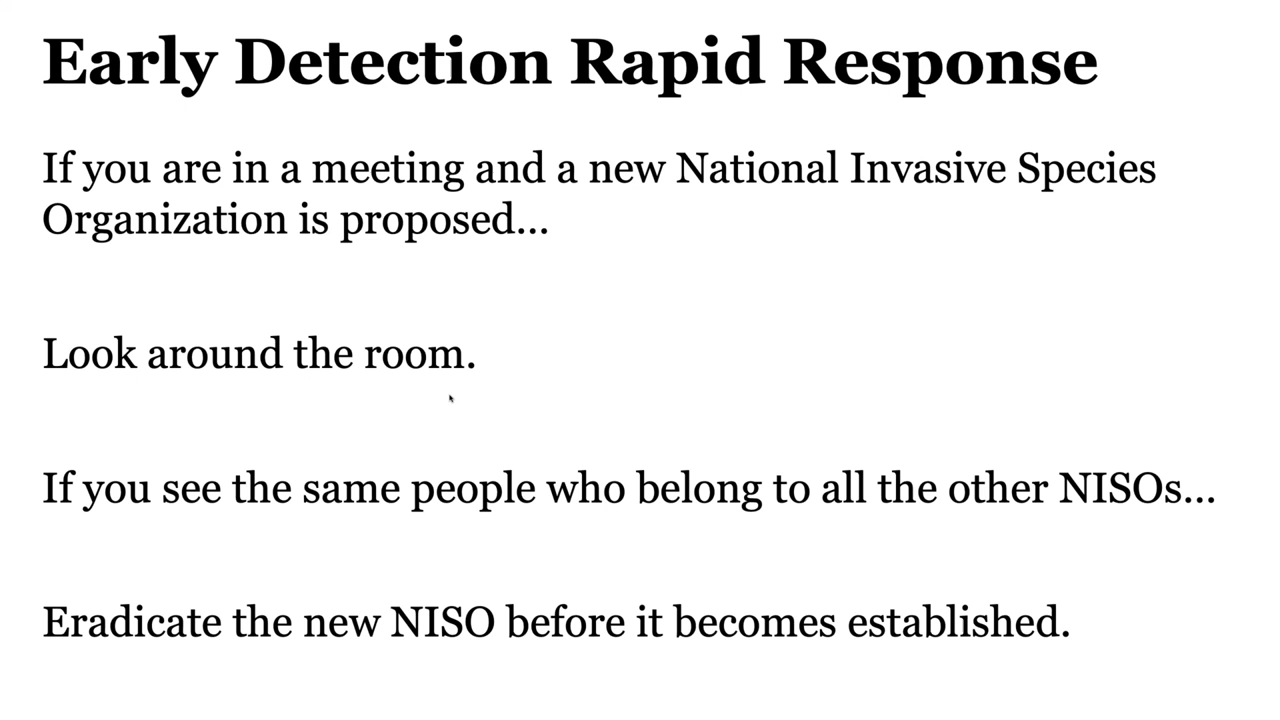 Early Detection Rapid Response
If you are in a meeting and a new National Invasive Species
Organization is proposed...
Look around the room.
If you see the same people who belong to all the other NISOs...
Eradicate the new NISO before it becomes established.